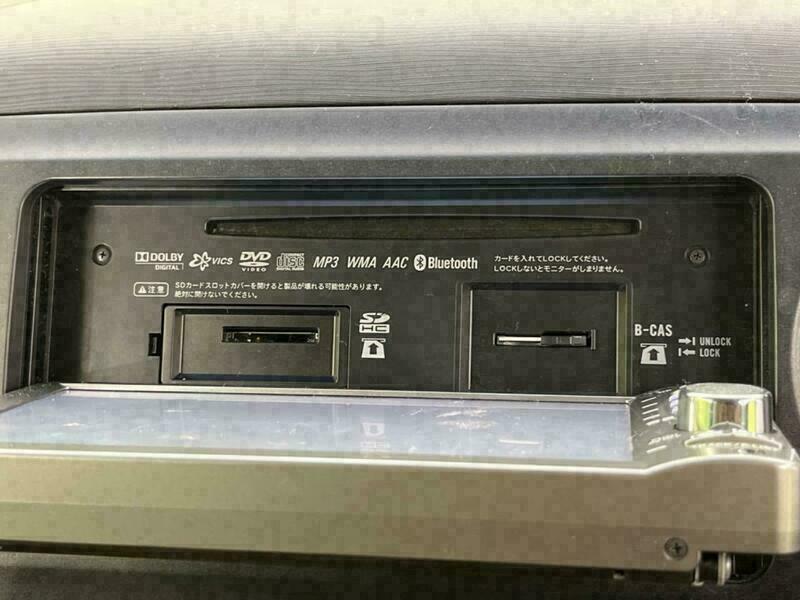 DOLBY DIGITAL VICS DVD VIDEO disc DIGITAL AUDIO MP3 WMA AAC Bluetooth
カードを入れてLOCKしてください。
LOCKしないとモニターがしまりません。
注意 SDカードスロットカバーを開けると製品が壊れる可能性があります。
絶対に開けないでください。
SD HC
B-CAS
UNLOCK
LOCK